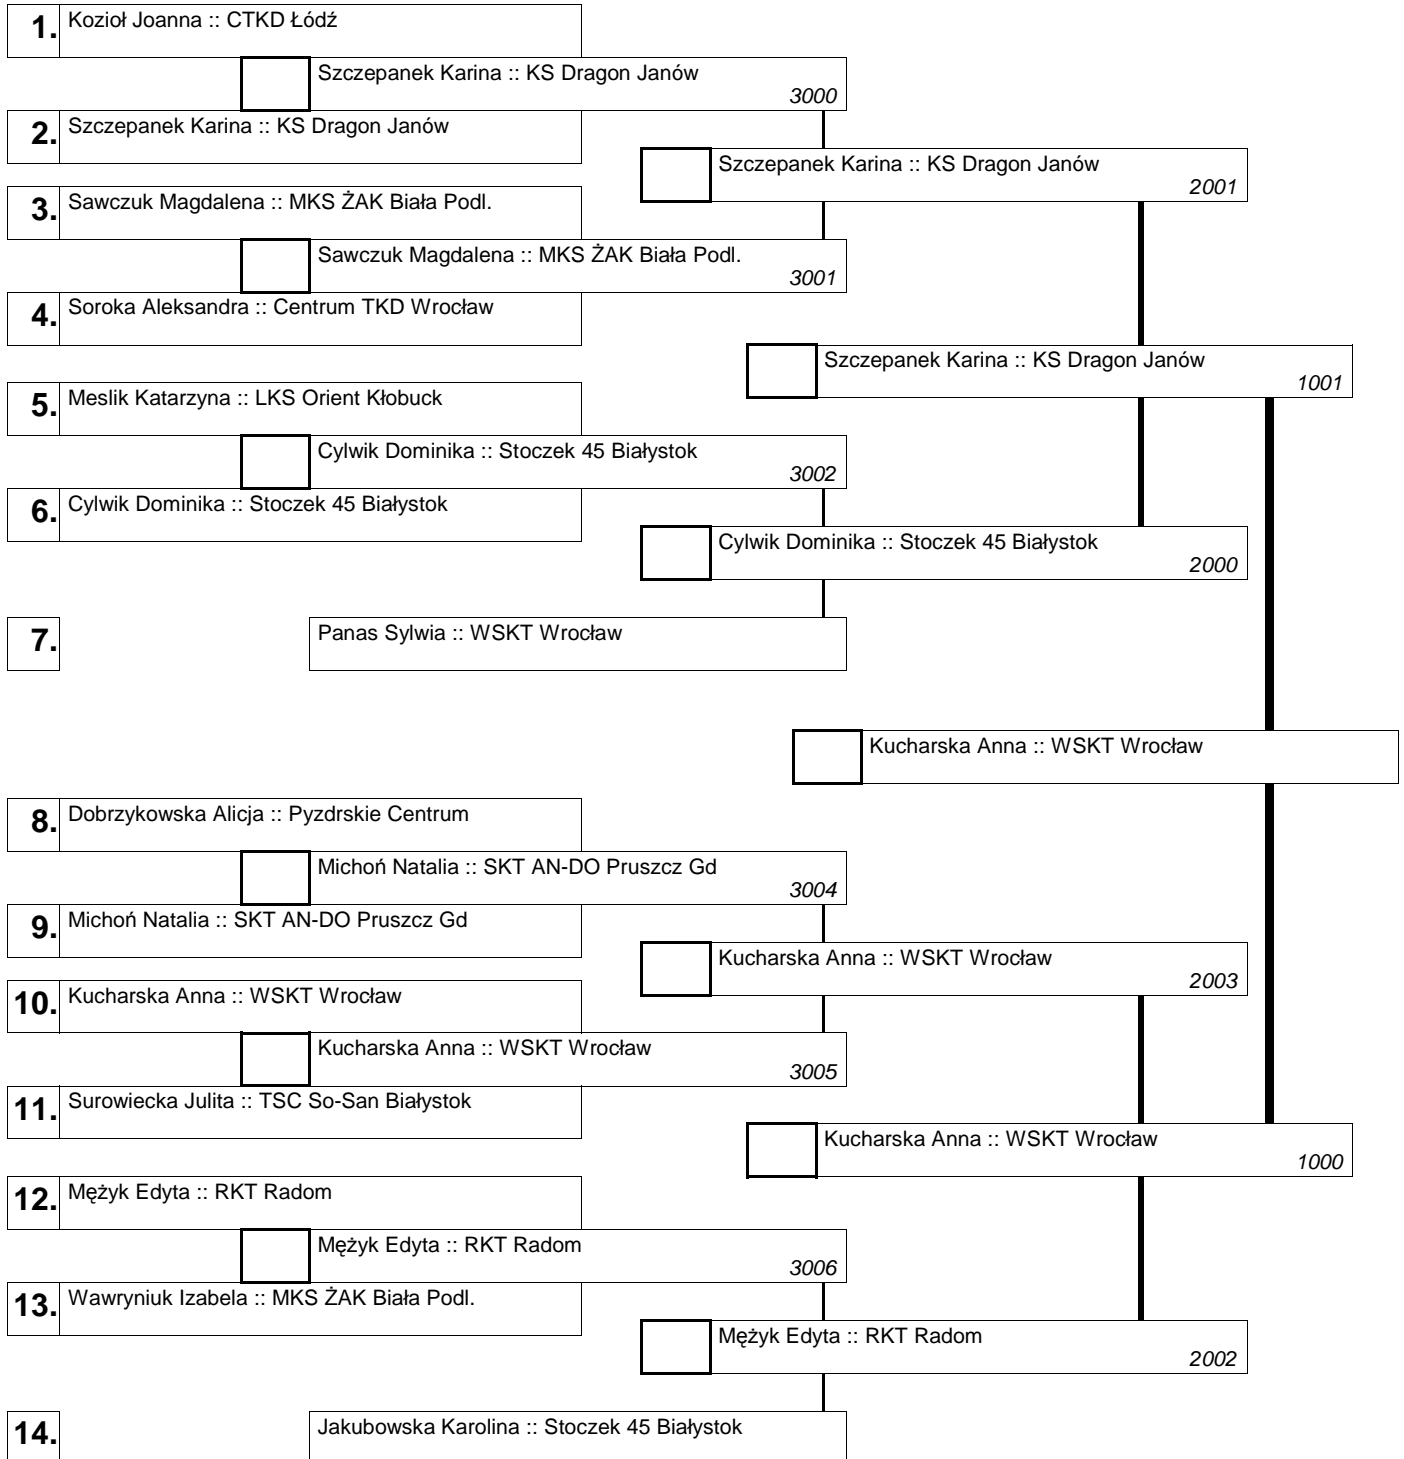 1. Kozioł Joanna :: CTKD Łódź
Szczepanek Karina :: KS Dragon Janów
3000
2. Szczepanek Karina :: KS Dragon Janów
Szczepanek Karina :: KS Dragon Janów
2001
3. Sawczuk Magdalena :: MKS ŻAK Biała Podl.
Sawczuk Magdalena :: MKS ŻAK Biała Podl.
3001
4. Soroka Aleksandra :: Centrum TKD Wrocław
Szczepanek Karina :: KS Dragon Janów
1001
5. Meslik Katarzyna :: LKS Orient Kłobuck
Cylwik Dominika :: Stoczek 45 Białystok
3002
6. Cylwik Dominika :: Stoczek 45 Białystok
Cylwik Dominika :: Stoczek 45 Białystok
2000
7. Panas Sylwia :: WSKT Wrocław
Kucharska Anna :: WSKT Wrocław
8. Dobrzykowska Alicja :: Pyzdrskie Centrum
Michoń Natalia :: SKT AN-DO Pruszcz Gd
3004
9. Michoń Natalia :: SKT AN-DO Pruszcz Gd
Kucharska Anna :: WSKT Wrocław
2003
10. Kucharska Anna :: WSKT Wrocław
Kucharska Anna :: WSKT Wrocław
3005
11. Surowiecka Julita :: TSC So-San Białystok
Kucharska Anna :: WSKT Wrocław
1000
12. Mężyk Edyta :: RKT Radom
Mężyk Edyta :: RKT Radom
3006
13. Wawryniuk Izabela :: MKS ŻAK Biała Podl.
Mężyk Edyta :: RKT Radom
2002
14. Jakubowska Karolina :: Stoczek 45 Białystok